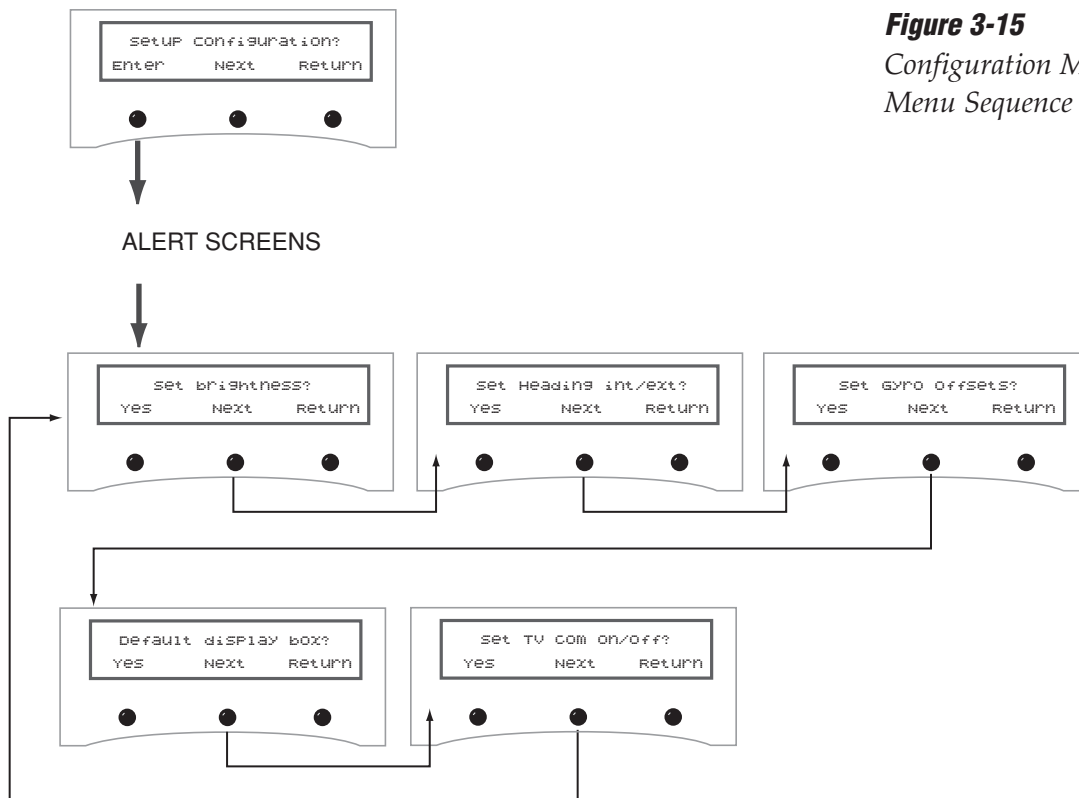 Figure 3-15
Configuration M
Menu Sequence
Setup Configuration?
Enter Next Return
ALERT SCREENS
Set brightness?
Yes Next Return
Set Heading int/ext?
Yes Next Return
Set Gyro Offsets?
Yes Next Return
Default display box?
Yes Next Return
Set TV Com On/Off?
Yes Next Return